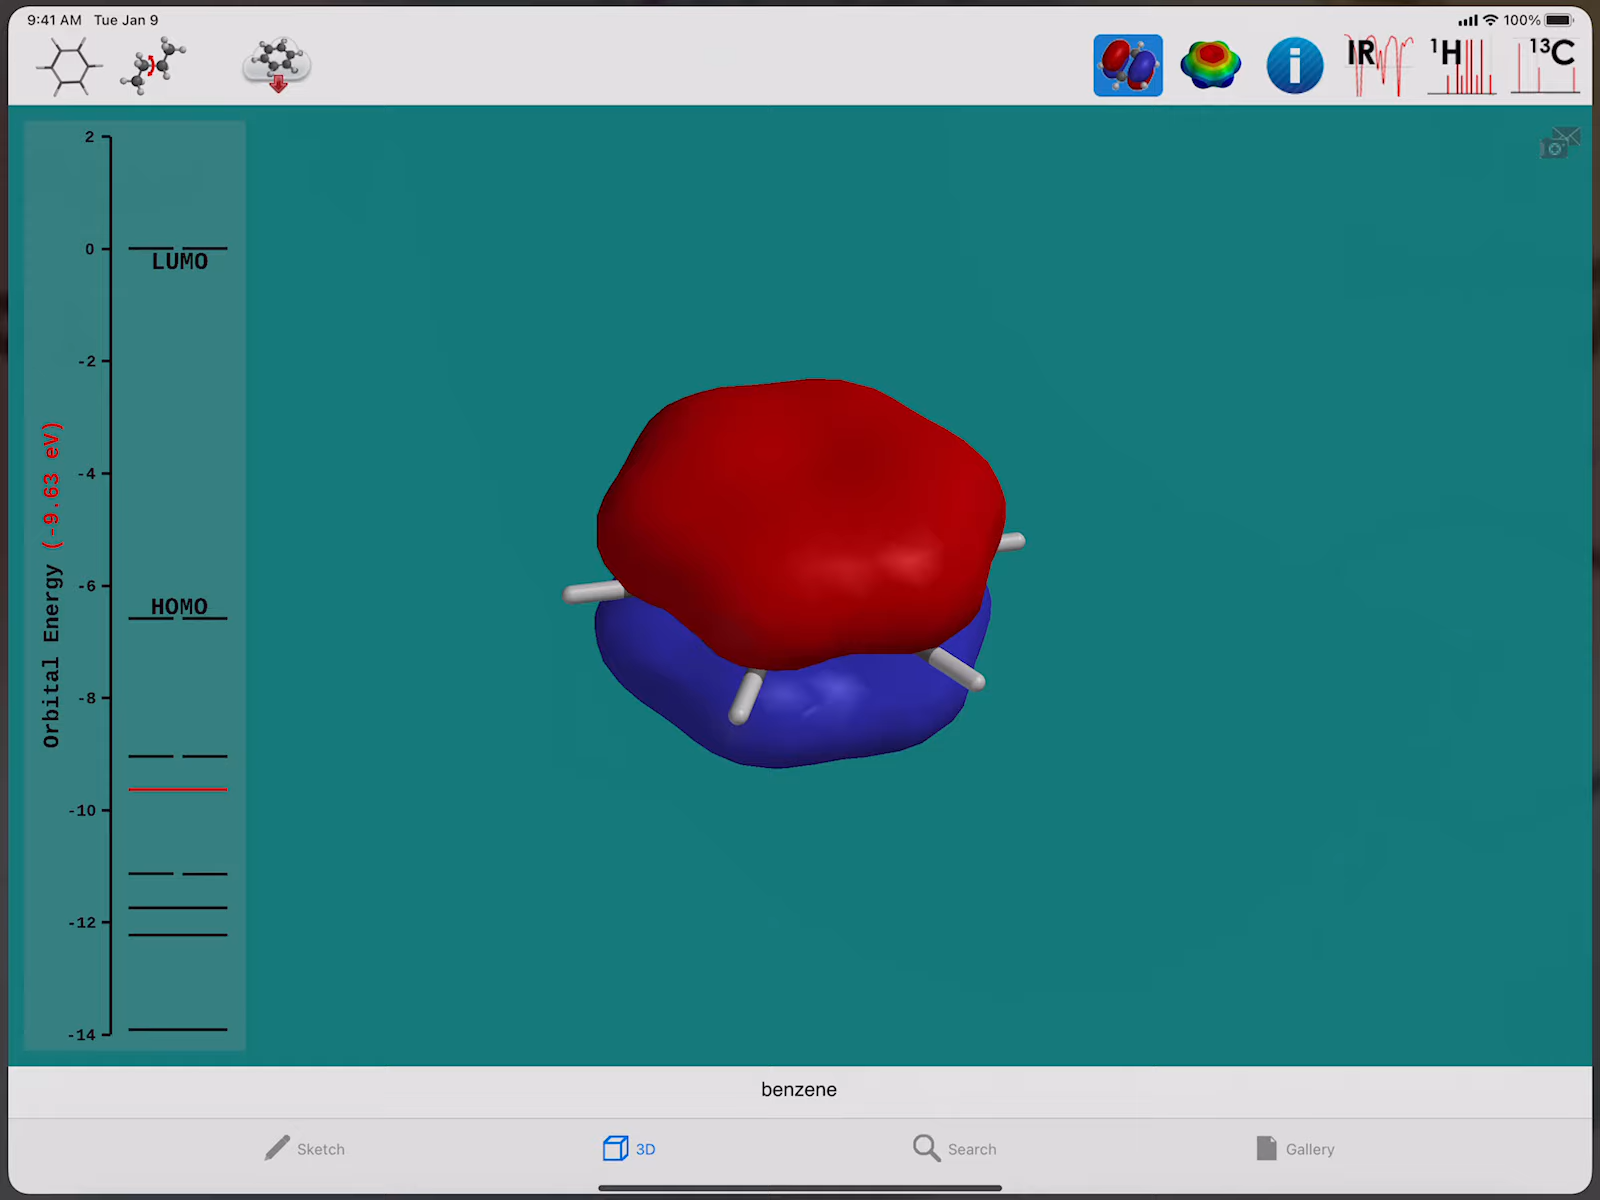 9:41 AM Tue Jan 9
100%
IR
¹H
¹³C
2
0
LUMO
-2
-4
-6
HOMO
-8
-10
-12
-14
Orbital Energy (-9.63 eV)
benzene
Sketch
3D
Search
Gallery